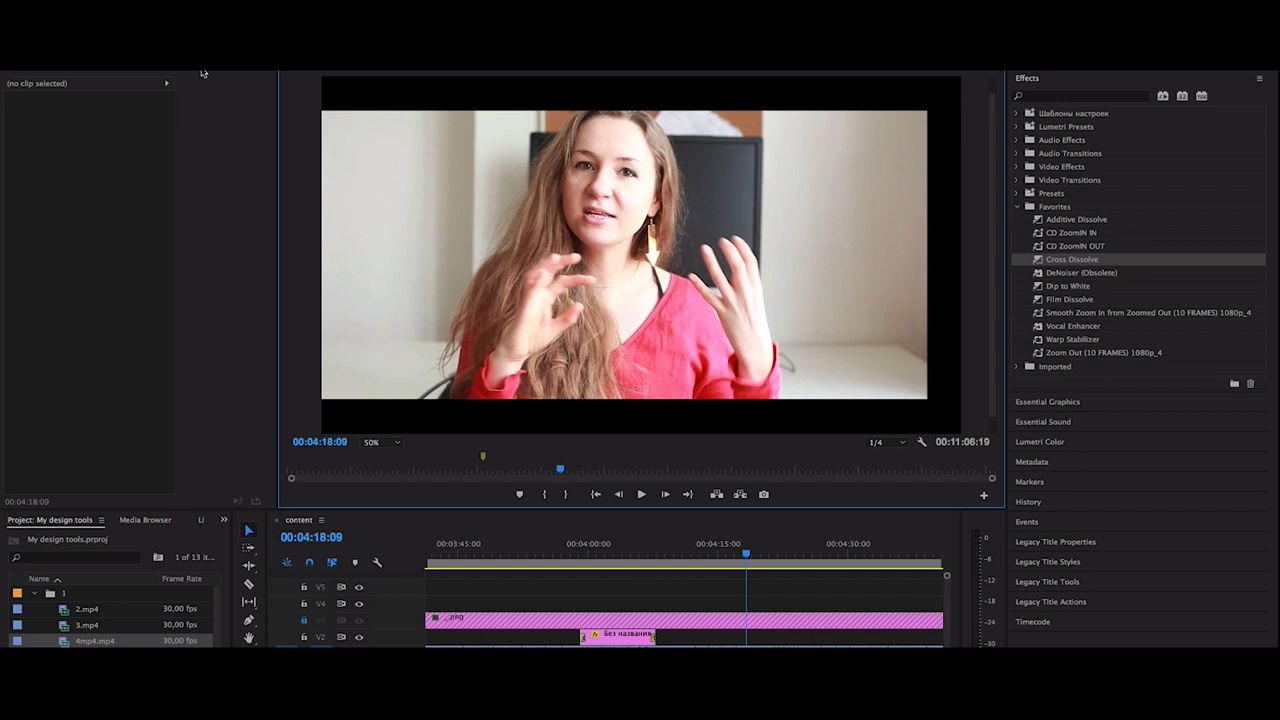 (no clip selected)
00:04:18:09
Project: My design tools
Media Browser
Li
My design tools.prproj
1 of 13 it...
Name
Frame Rate
1
2.mp4
30,00 fps
3.mp4
30,00 fps
4mp4.mp4
30,00 fps
00:04:18:09
50%
1/4
00:11:06:19
content
00:04:18:09
00:03:45:00
00:04:00:00
00:04:15:00
00:04:30:00
V5
V4
V2
_.png
fx
Без названия
0
-6
-12
-18
-24
-30
Effects
Шаблоны настроек
Lumetri Presets
Audio Effects
Audio Transitions
Video Effects
Video Transitions
Presets
Favorites
Additive Dissolve
CD ZoomIN IN
CD ZoomIN OUT
Cross Dissolve
DeNoiser (Obsolete)
Dip to White
Film Dissolve
Smooth Zoom In from Zoomed Out (10 FRAMES) 1080p_4
Vocal Enhancer
Warp Stabilizer
Zoom Out (10 FRAMES) 1080p_4
Imported
Essential Graphics
Essential Sound
Lumetri Color
Metadata
Markers
History
Events
Legacy Title Properties
Legacy Title Styles
Legacy Title Tools
Legacy Title Actions
Timecode